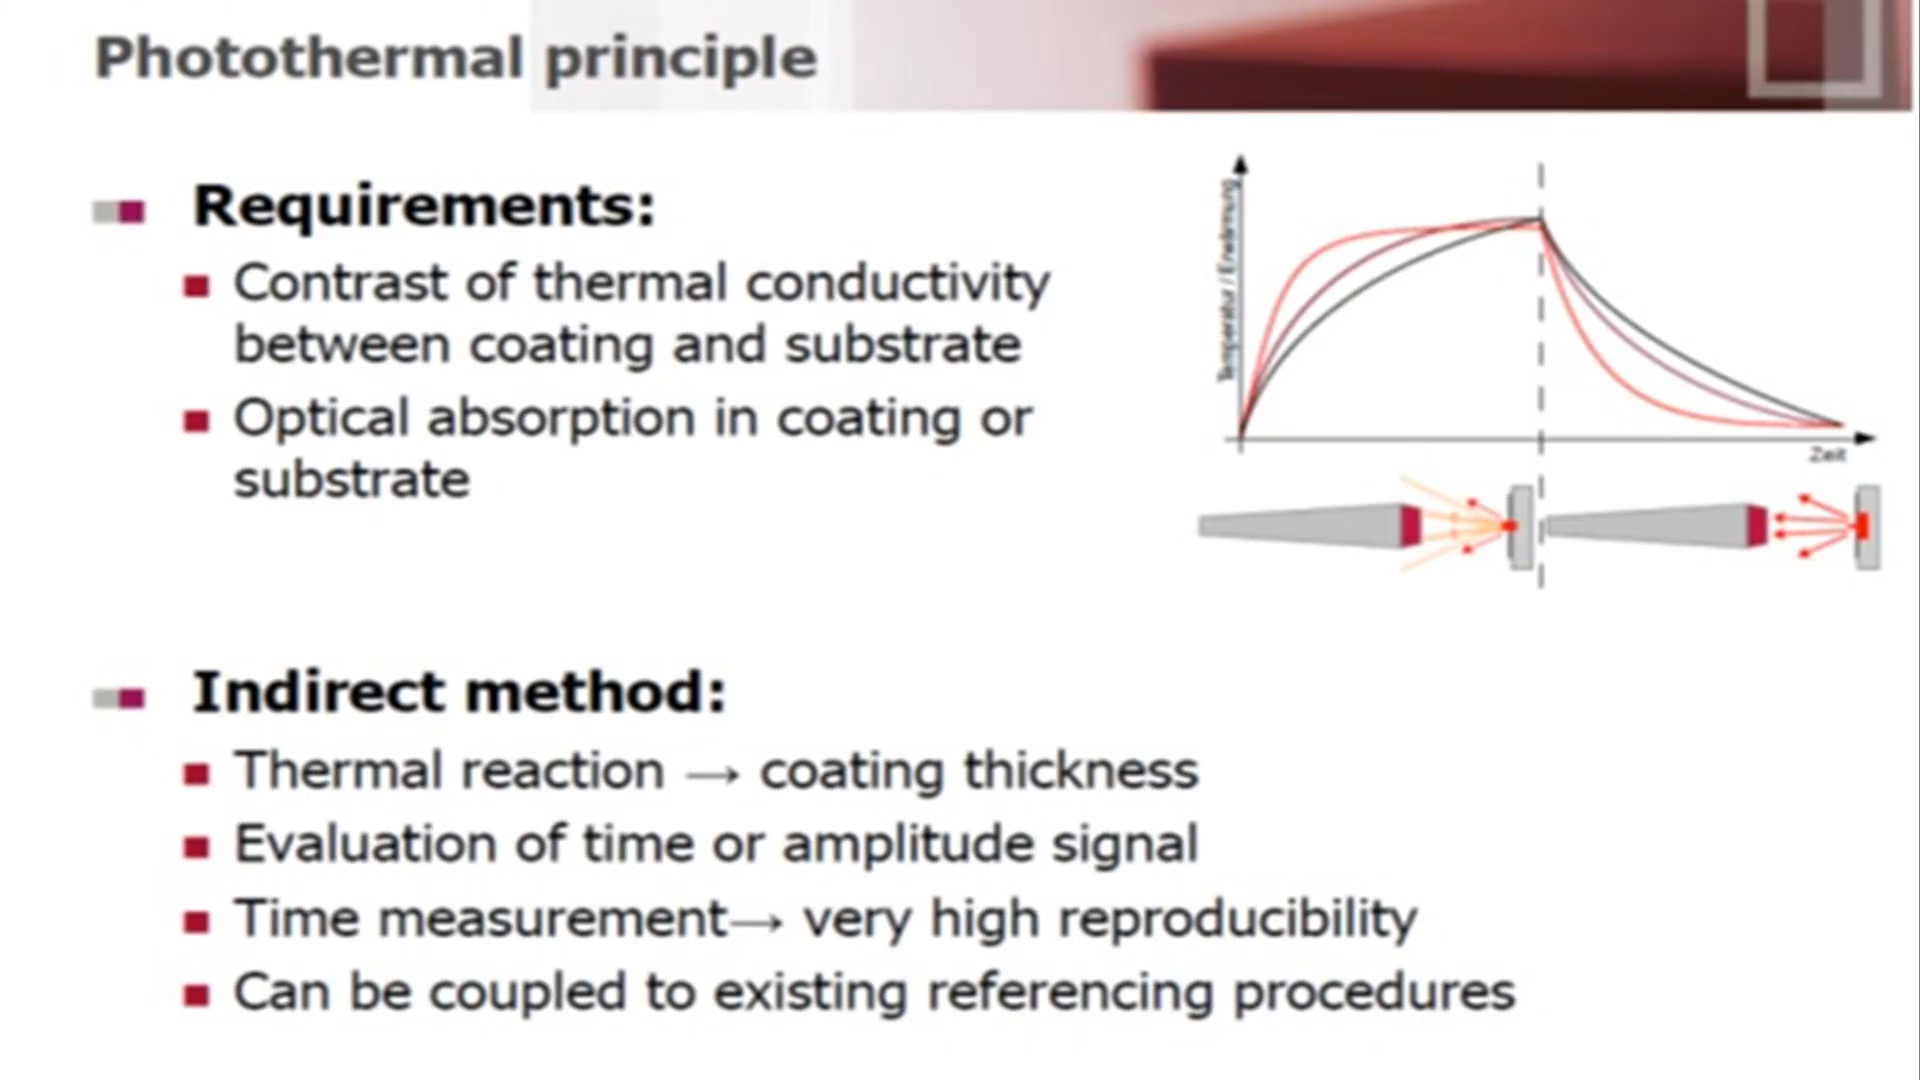 Photothermal principle
Requirements:
Contrast of thermal conductivity
between coating and substrate
Optical absorption in coating or
substrate
Temperatur / Erwärmung
Zeit
Indirect method:
Thermal reaction → coating thickness
Evaluation of time or amplitude signal
Time measurement→ very high reproducibility
Can be coupled to existing referencing procedures